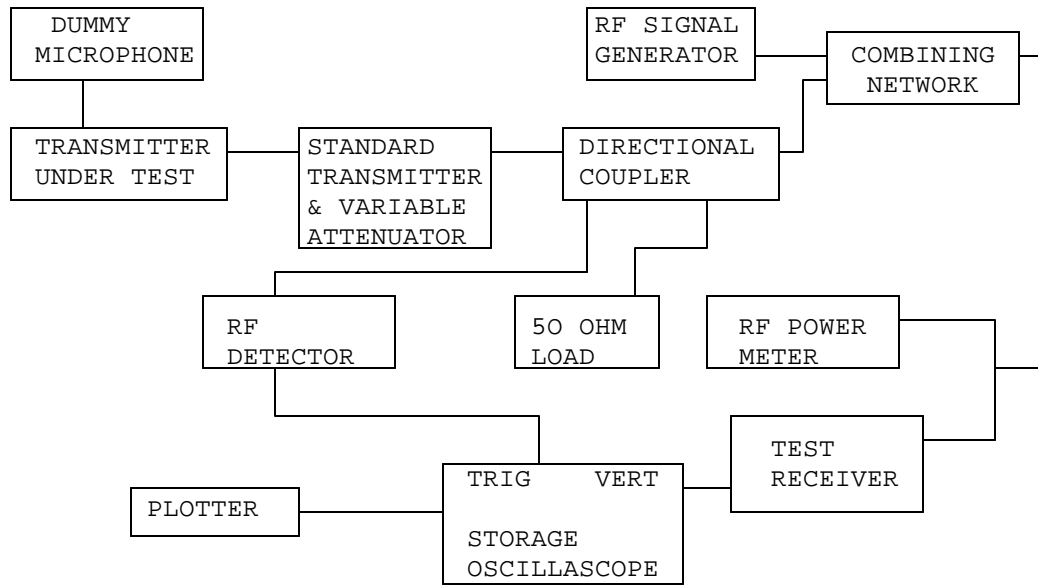 DUMMY
MICROPHONE
RF SIGNAL
GENERATOR
COMBINING
NETWORK
TRANSMITTER
UNDER TEST
STANDARD
TRANSMITTER
& VARIABLE
ATTENUATOR
DIRECTIONAL
COUPLER
RF
DETECTOR
50 OHM
LOAD
RF POWER
METER
TEST
RECEIVER
TRIG VERT
STORAGE
OSCILLASCOPE
PLOTTER